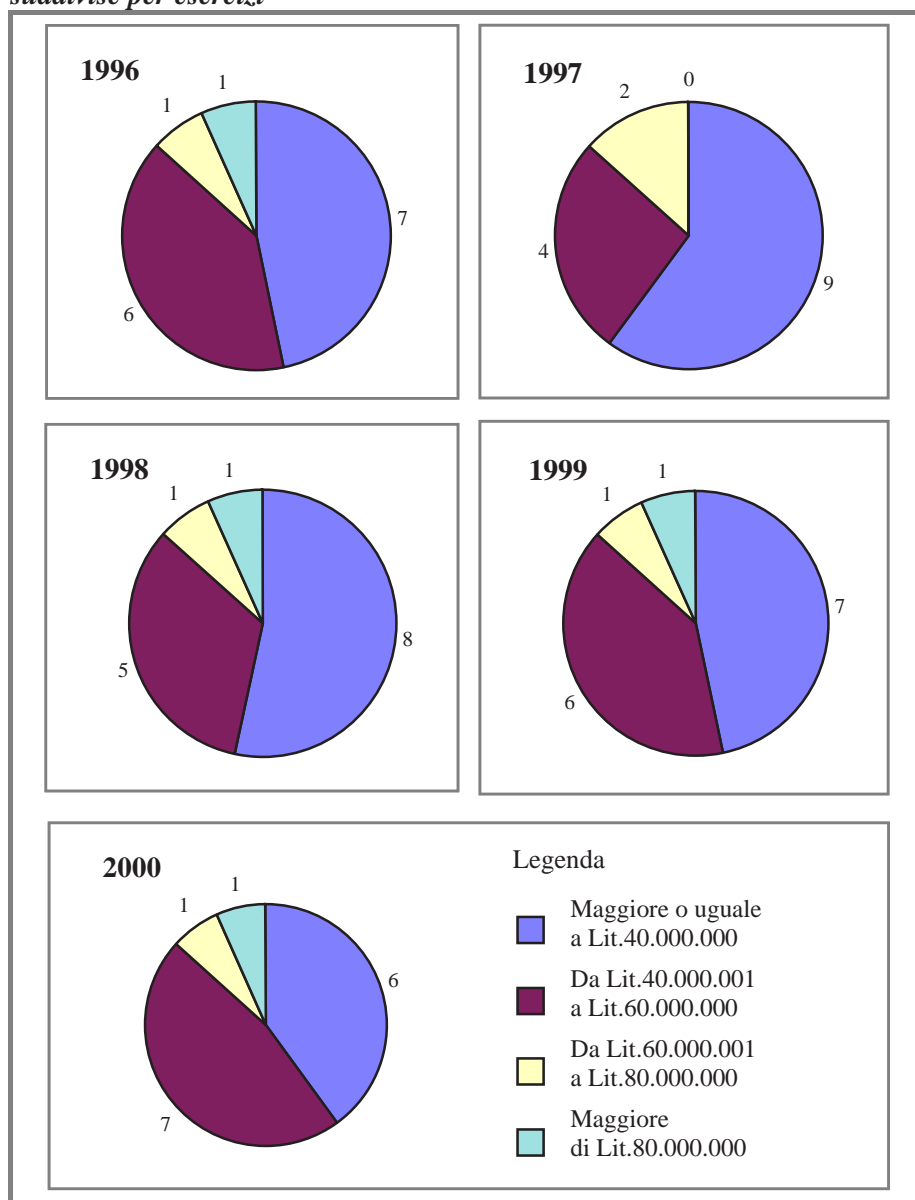 suddivise per esercizi
1996
1
1
7
6
1997
0
2
4
9
1998
1
1
8
5
1999
1
1
7
6
2000
1
1
6
7
Legenda
Maggiore o uguale
a Lit.40.000.000
Da Lit.40.000.001
a Lit.60.000.000
Da Lit.60.000.001
a Lit.80.000.000
Maggiore
di Lit.80.000.000